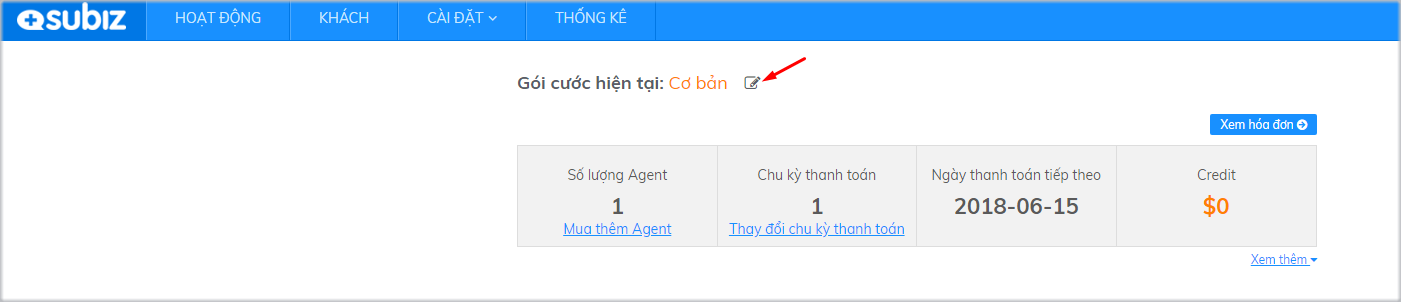 subiz HOẠT ĐỘNG KHÁCH CÀI ĐẶT THỐNG KÊ
Gói cước hiện tại: Cơ bản
Xem hóa đơn
Số lượng Agent Chu kỳ thanh toán Ngày thanh toán tiếp theo Credit
1 1 2018-06-15 $0
Mua thêm Agent Thay đổi chu kỳ thanh toán
Xem thêm